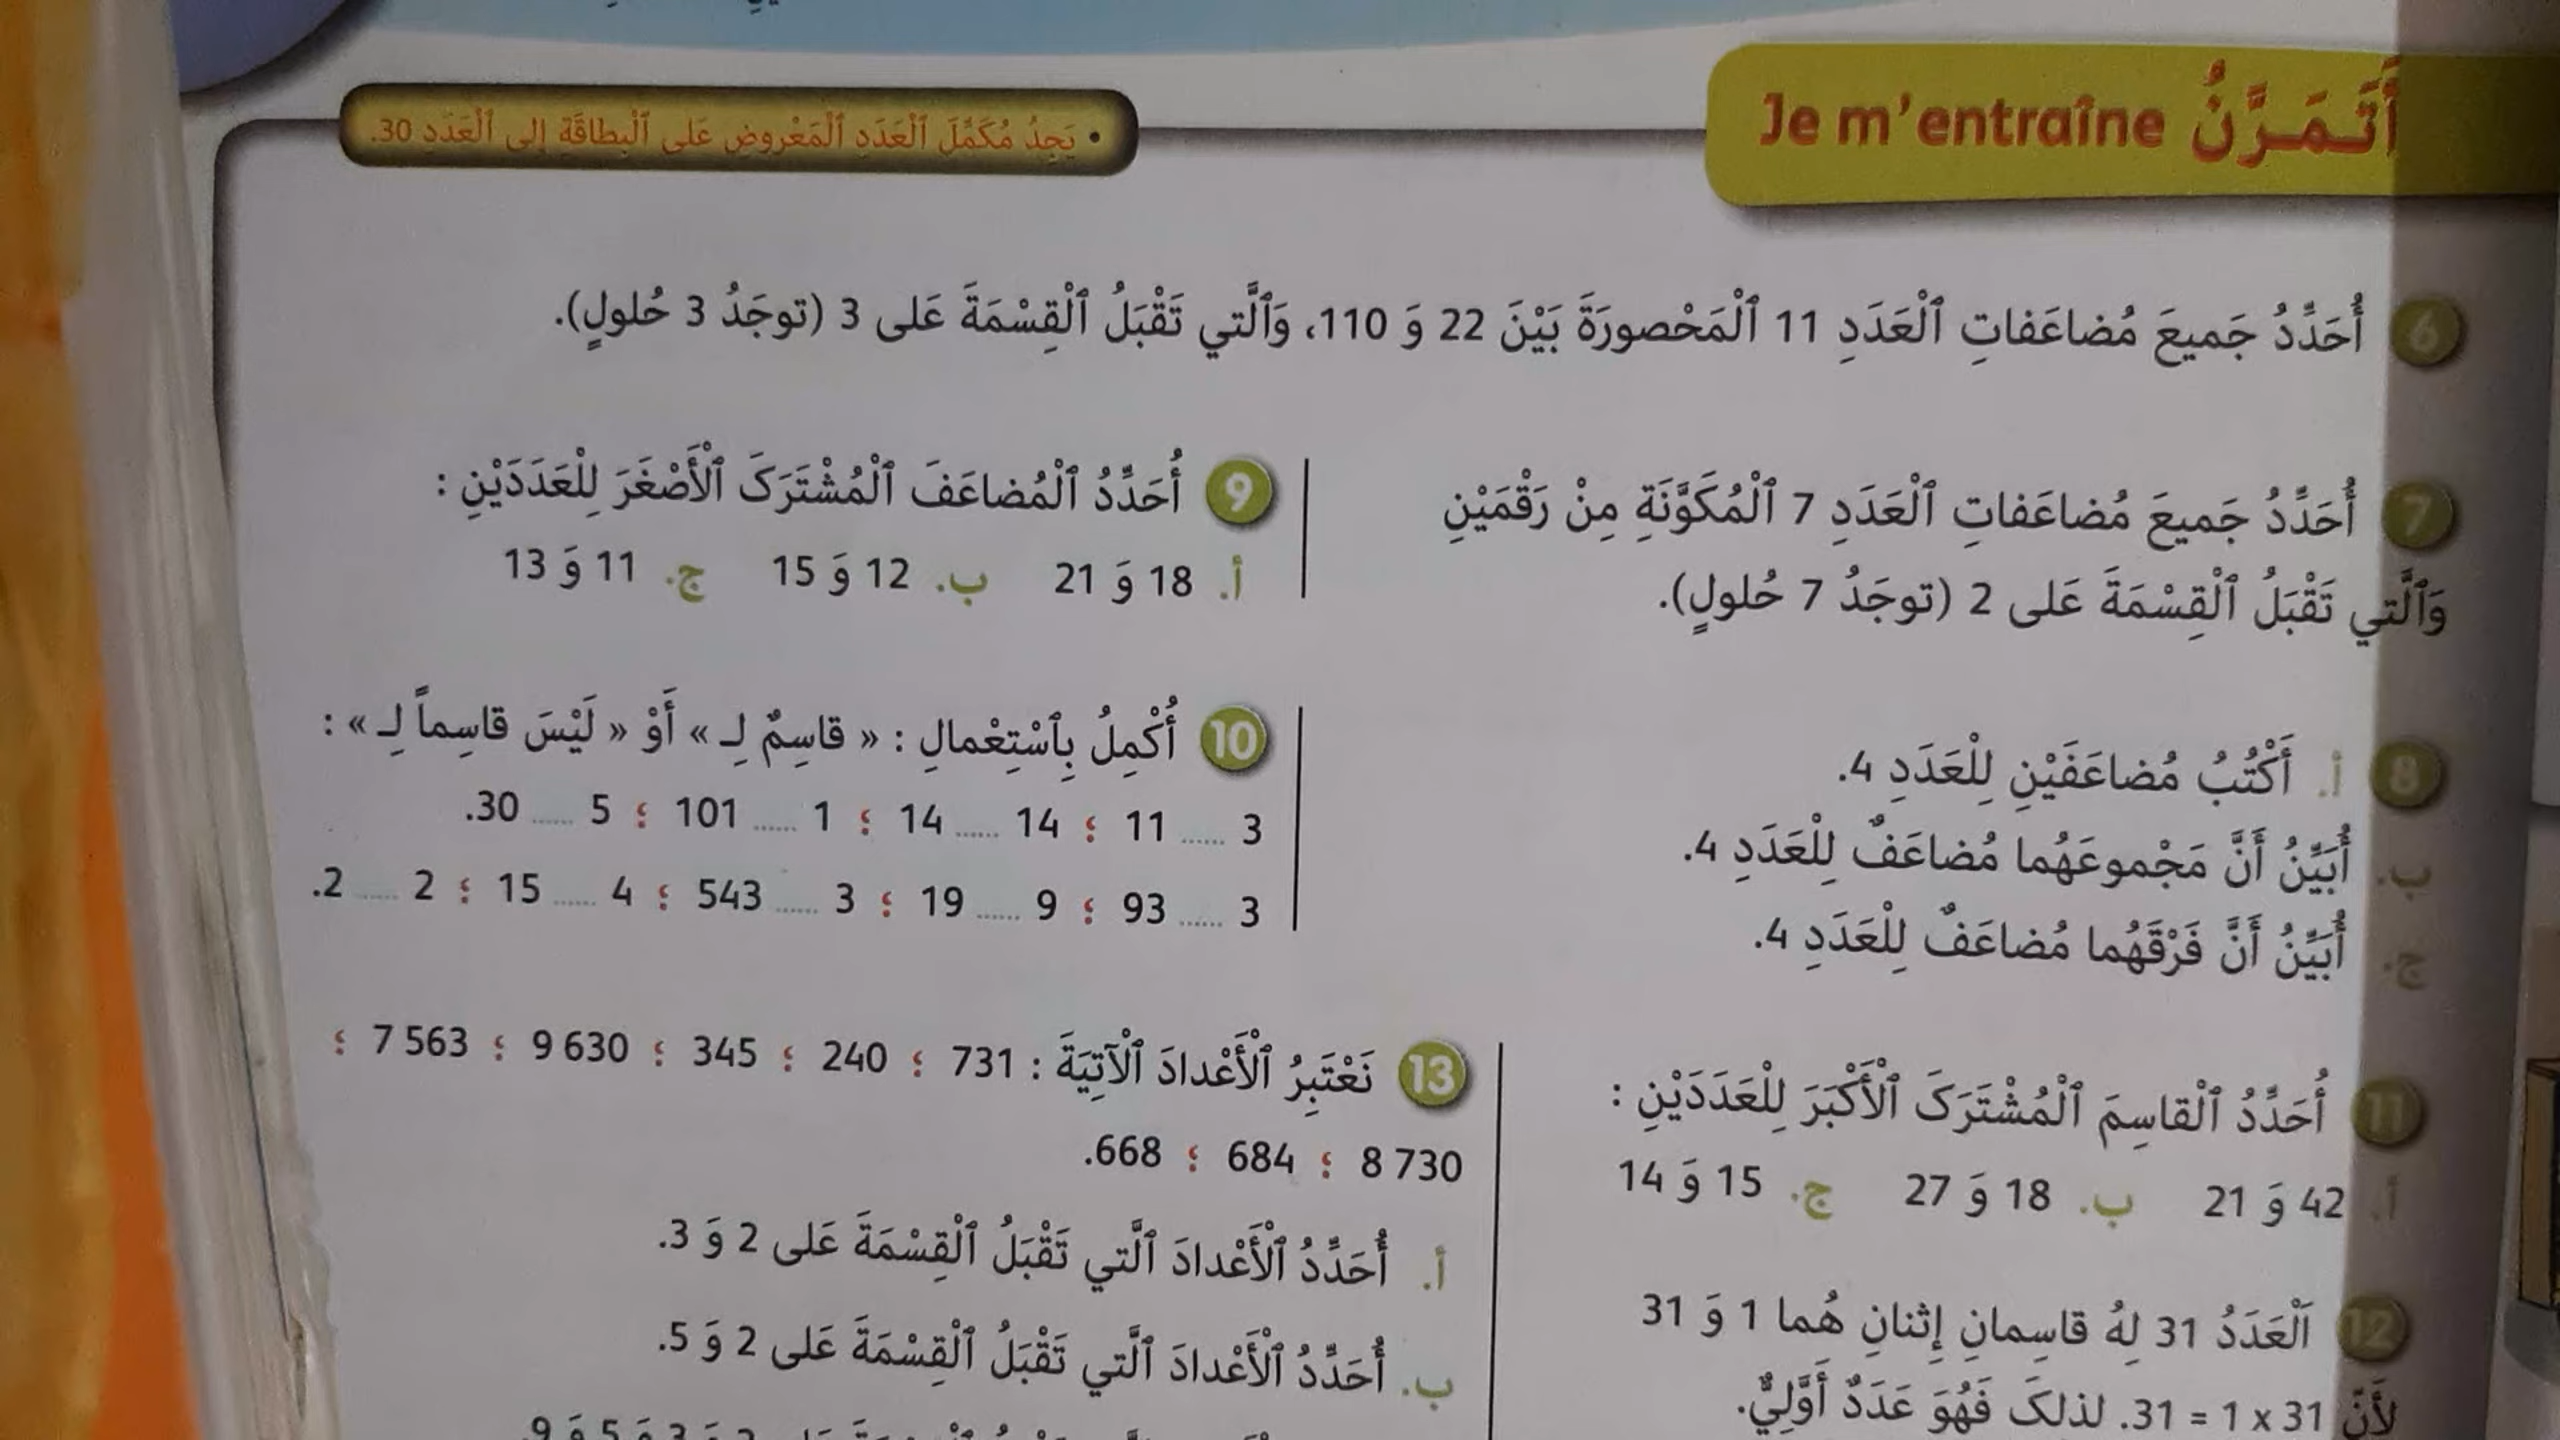 أَتَـمَـرَّنُ Je m'entraîne
• يَجِدُ مُكَمِّلَ ٱلْعَدَدِ ٱلْمَعْروضِ عَلى ٱلْبِطاقَةِ إِلى ٱلْعَدَدِ 30.
6 أُحَدِّدُ جَميعَ مُضاعَفاتِ ٱلْعَدَدِ 11 ٱلْمَحْصورَةَ بَيْنَ 22 وَ 110، وَٱلَّتي تَقْبَلُ ٱلْقِسْمَةَ عَلى 3 (توجَدُ 3 حُلولٍ).
7 أُحَدِّدُ جَميعَ مُضاعَفاتِ ٱلْعَدَدِ 7 ٱلْمُكَوَّنَةِ مِنْ رَقْمَيْنِ
وَٱلَّتي تَقْبَلُ ٱلْقِسْمَةَ عَلى 2 (توجَدُ 7 حُلولٍ).
8 أ. أَكْتُبُ مُضاعَفَيْنِ لِلْعَدَدِ 4.
ب. أُبَيِّنُ أَنَّ مَجْموعَهُما مُضاعَفٌ لِلْعَدَدِ 4.
ج. أُبَيِّنُ أَنَّ فَرْقَهُما مُضاعَفٌ لِلْعَدَدِ 4.
9 أُحَدِّدُ ٱلْمُضاعَفَ ٱلْمُشْتَرَكَ ٱلْأَصْغَرَ لِلْعَدَدَيْنِ :
أ. 18 وَ 21 ب. 12 وَ 15 ج. 11 وَ 13
10 أُكْمِلُ بِٱسْتِعْمالِ : « قاسِمٌ لِـ » أَوْ « لَيْسَ قاسِماً لِـ » :
3 ...... 11 ؛ 14 ...... 14 ؛ 1 ...... 101 ؛ 5 ...... 30.
3 ...... 93 ؛ 9 ...... 19 ؛ 3 ...... 543 ؛ 4 ...... 15 ؛ 2 ...... 2.
11 أُحَدِّدُ ٱلْقاسِمَ ٱلْمُشْتَرَكَ ٱلْأَكْبَرَ لِلْعَدَدَيْنِ :
أ. 42 وَ 21 ب. 18 وَ 27 ج. 15 وَ 14
12 اَلْعَدَدُ 31 لِهُ قاسِمانِ إِثْنانِ هُما 1 وَ 31
لأَنَّ 31 = 1 x 31. لذلكَ فَهُوَ عَدَدٌ أَوَّلِيٌّ.
13 نَعْتَبِرُ ٱلْأَعْدادَ ٱلْآتِيَةَ : 731 ؛ 240 ؛ 345 ؛ 9 630 ؛ 7 563 ؛
8 730 ؛ 684 ؛ 668.
أ. أُحَدِّدُ ٱلْأَعْدادَ ٱلَّتي تَقْبَلُ ٱلْقِسْمَةَ عَلى 2 وَ 3.
ب. أُحَدِّدُ ٱلْأَعْدادَ ٱلَّتي تَقْبَلُ ٱلْقِسْمَةَ عَلى 2 وَ 5.